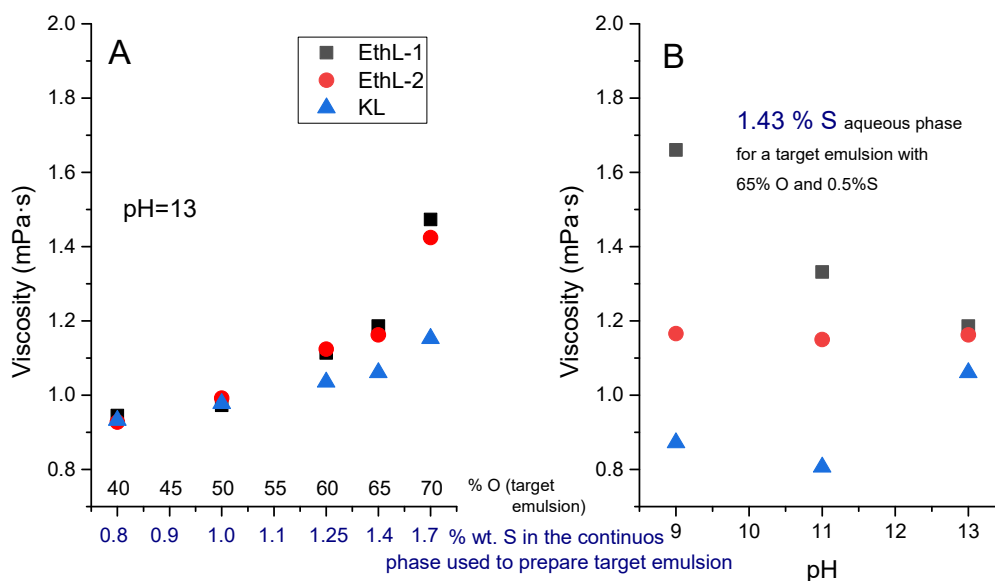 A
EthL-1
EthL-2
KL
pH=13
Viscosity (mPa·s)
2.0
1.8
1.6
1.4
1.2
1.0
0.8
40 45 50 55 60 65 70 % O (target
emulsion)
0.8 0.9 1.0 1.1 1.25 1.4 1.7 % wt. S in the continuos
phase used to prepare target emulsion
B
1.43 % S aqueous phase
for a target emulsion with
65% O and 0.5%S
Viscosity (mPa·s)
2.0
1.8
1.6
1.4
1.2
1.0
0.8
9 10 11 12 13
pH